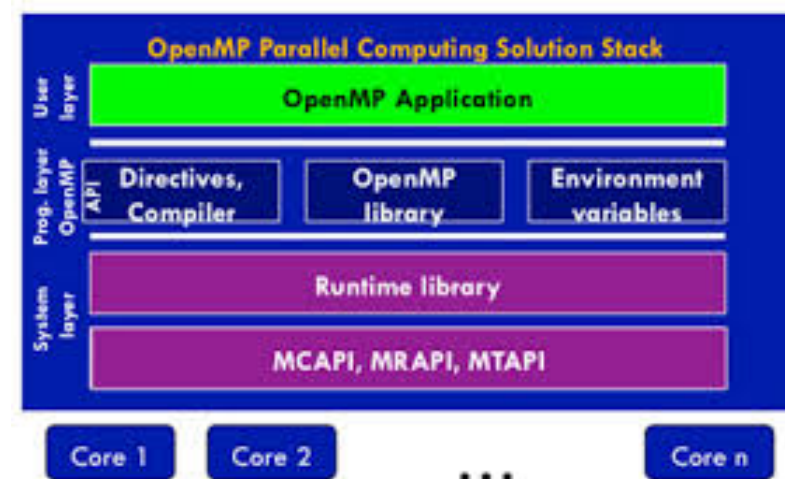 OpenMP Parallel Computing Solution Stack
User
layer
OpenMP Application
Prog. layer
OpenMP
API
Directives,
Compiler
OpenMP
library
Environment
variables
System
layer
Runtime library
MCAPI, MRAPI, MTAPI
Core 1
Core 2
...
Core n